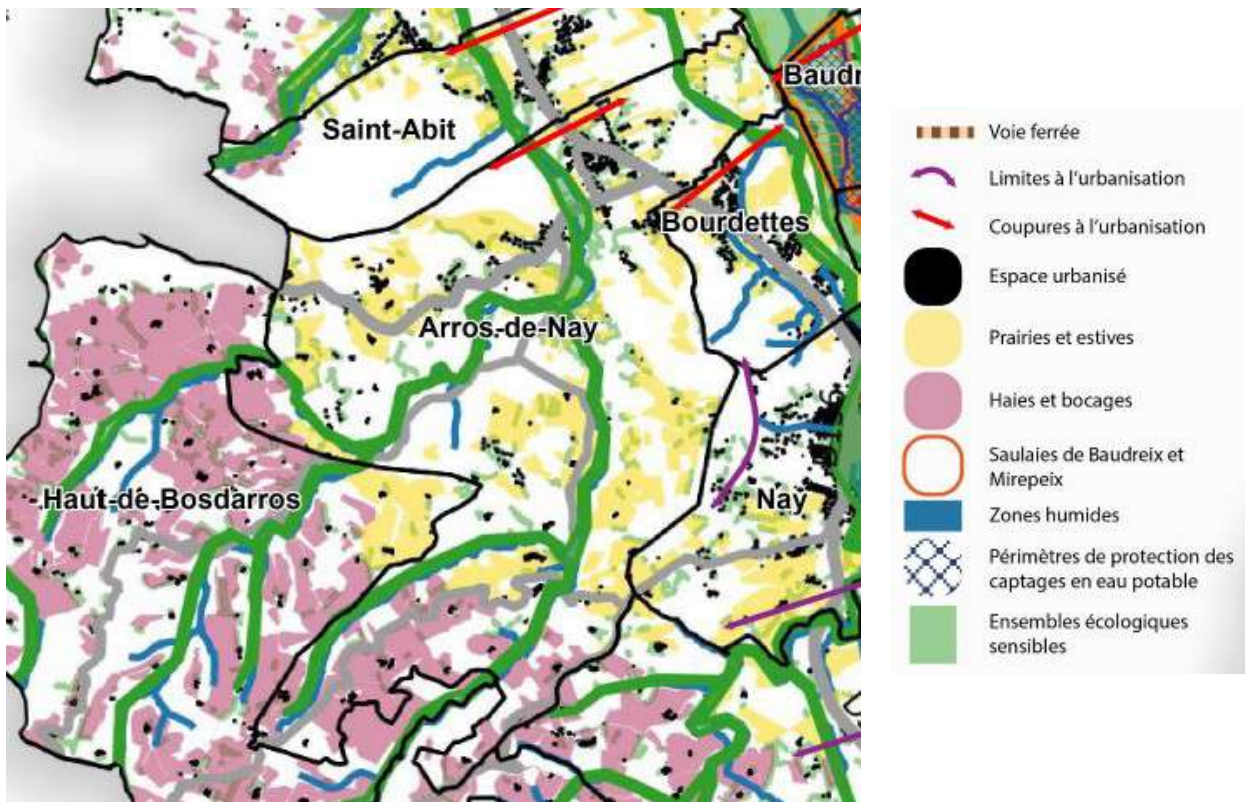 Baudr
Saint-Abit
Bourdettes
Arros-de-Nay
Haut-de-Bosdarros
Nay
Voie ferrée
Limites à l'urbanisation
Coupures à l'urbanisation
Espace urbanisé
Prairies et estives
Haies et bocages
Saulaies de Baudreix et
Mirepeix
Zones humides
Périmètres de protection des
captages en eau potable
Ensembles écologiques
sensibles